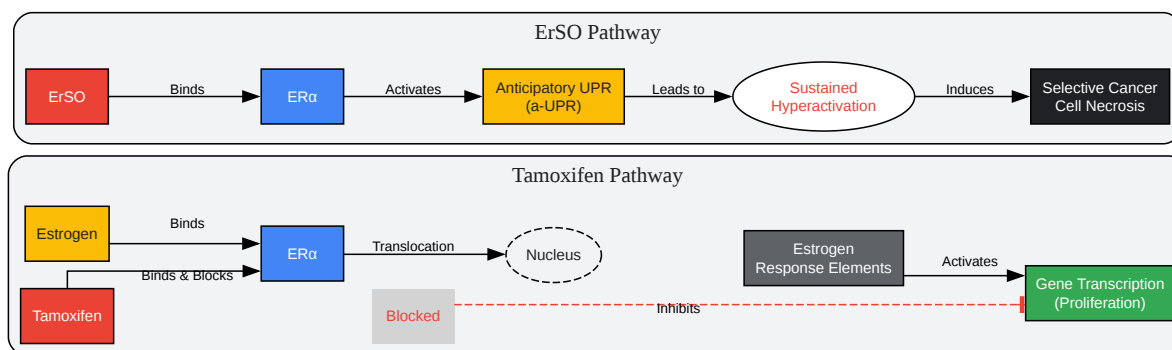 ErSO Pathway
ErSO
Binds
ERα
Activates
Anticipatory UPR
(a-UPR)
Leads to
Sustained
Hyperactivation
Induces
Selective Cancer
Cell Necrosis
Tamoxifen Pathway
Estrogen
Binds
ERα
Translocation
Nucleus
Estrogen
Response Elements
Activates
Gene Transcription
(Proliferation)
Tamoxifen
Binds & Blocks
Blocked
Inhibits